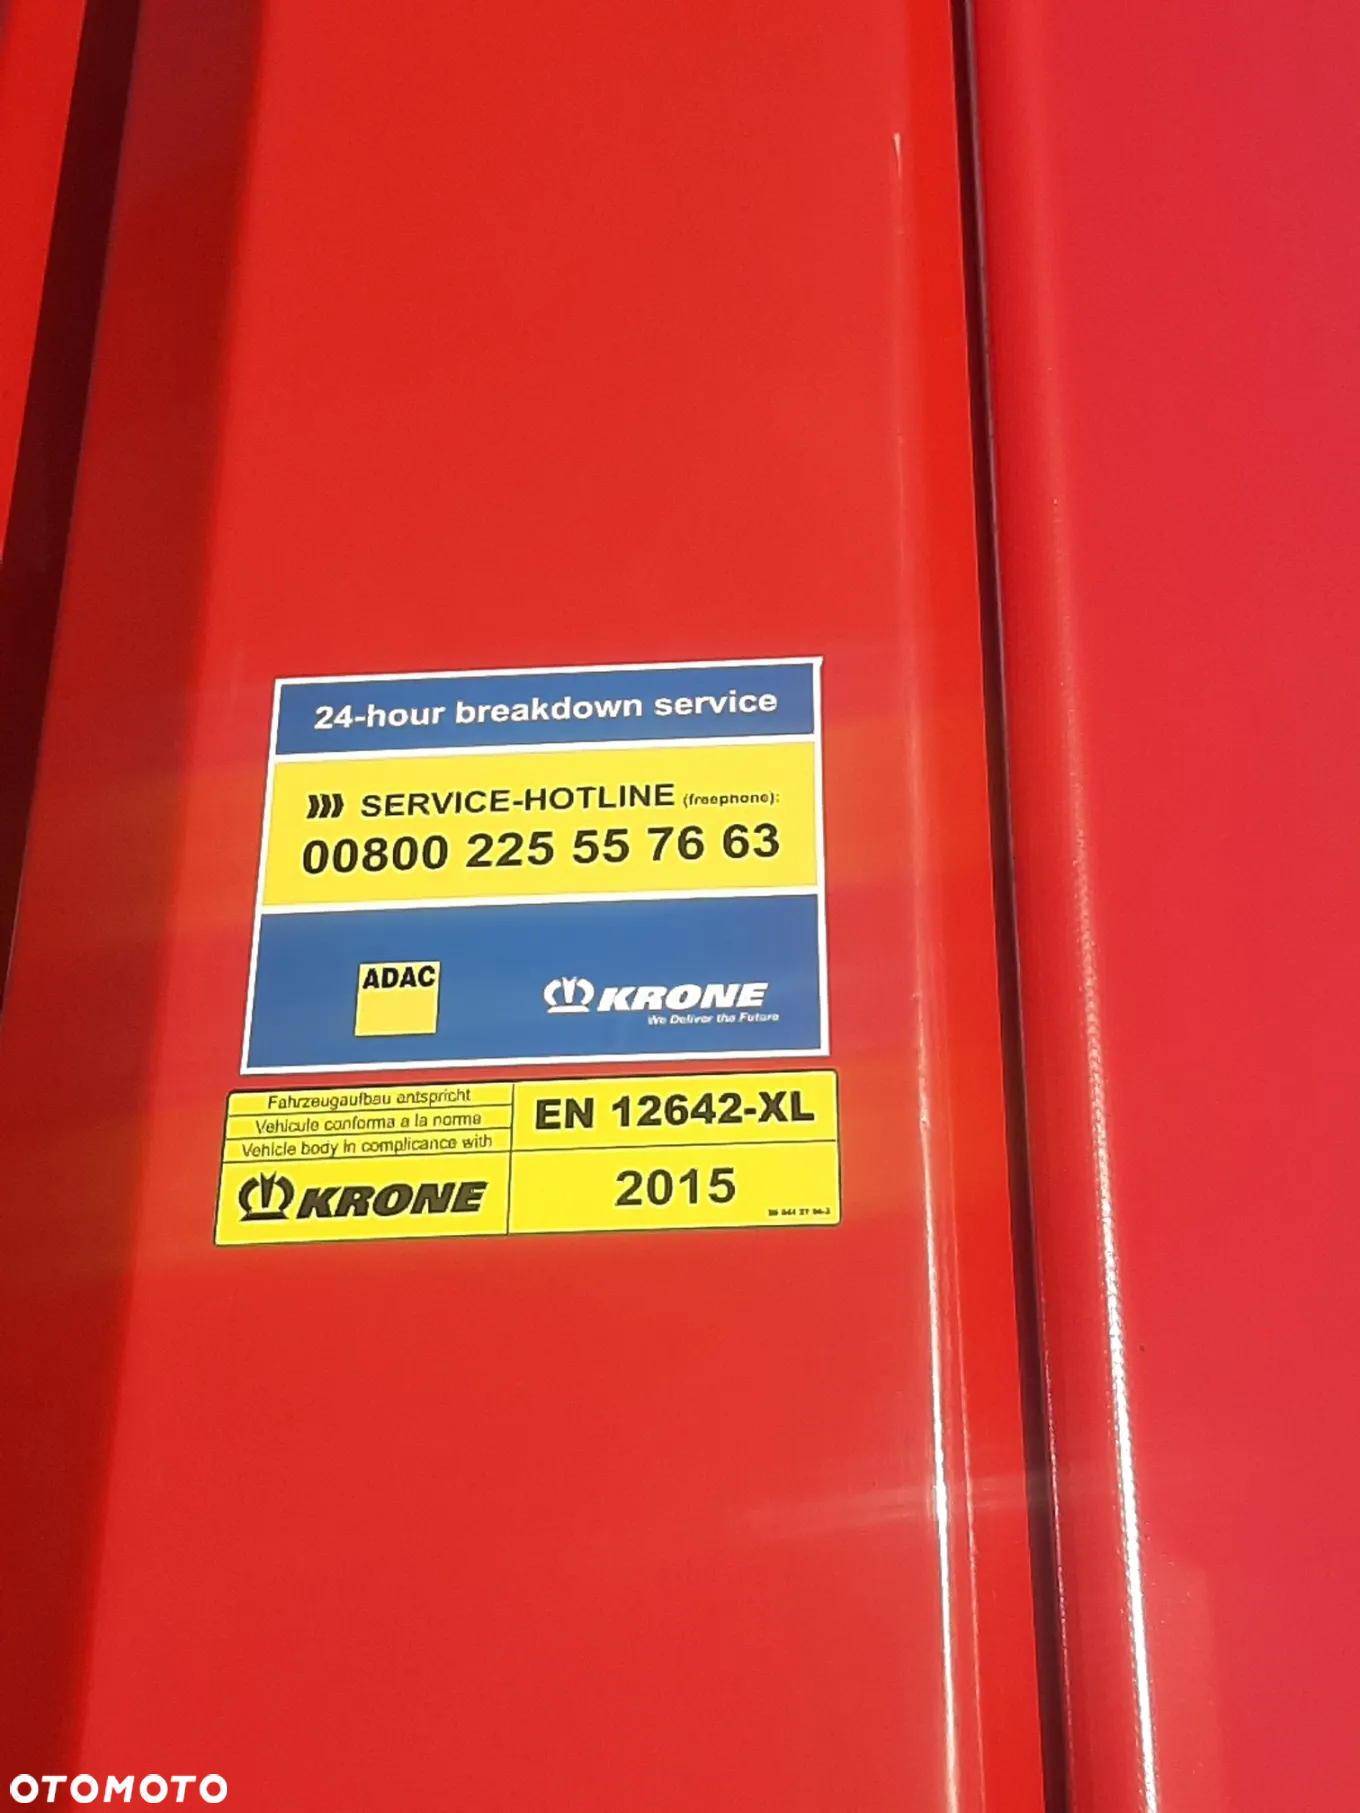 24-hour breakdown service
SERVICE-HOTLINE (freephone):
00800 225 55 76 63
ADAC
KRONE
We Deliver the Future
Fahrzeugaufbau entspricht
Vehicule conforma a la norme
Vehicle body in complicance with
EN 12642-XL
KRONE
2015
OTOMOTO